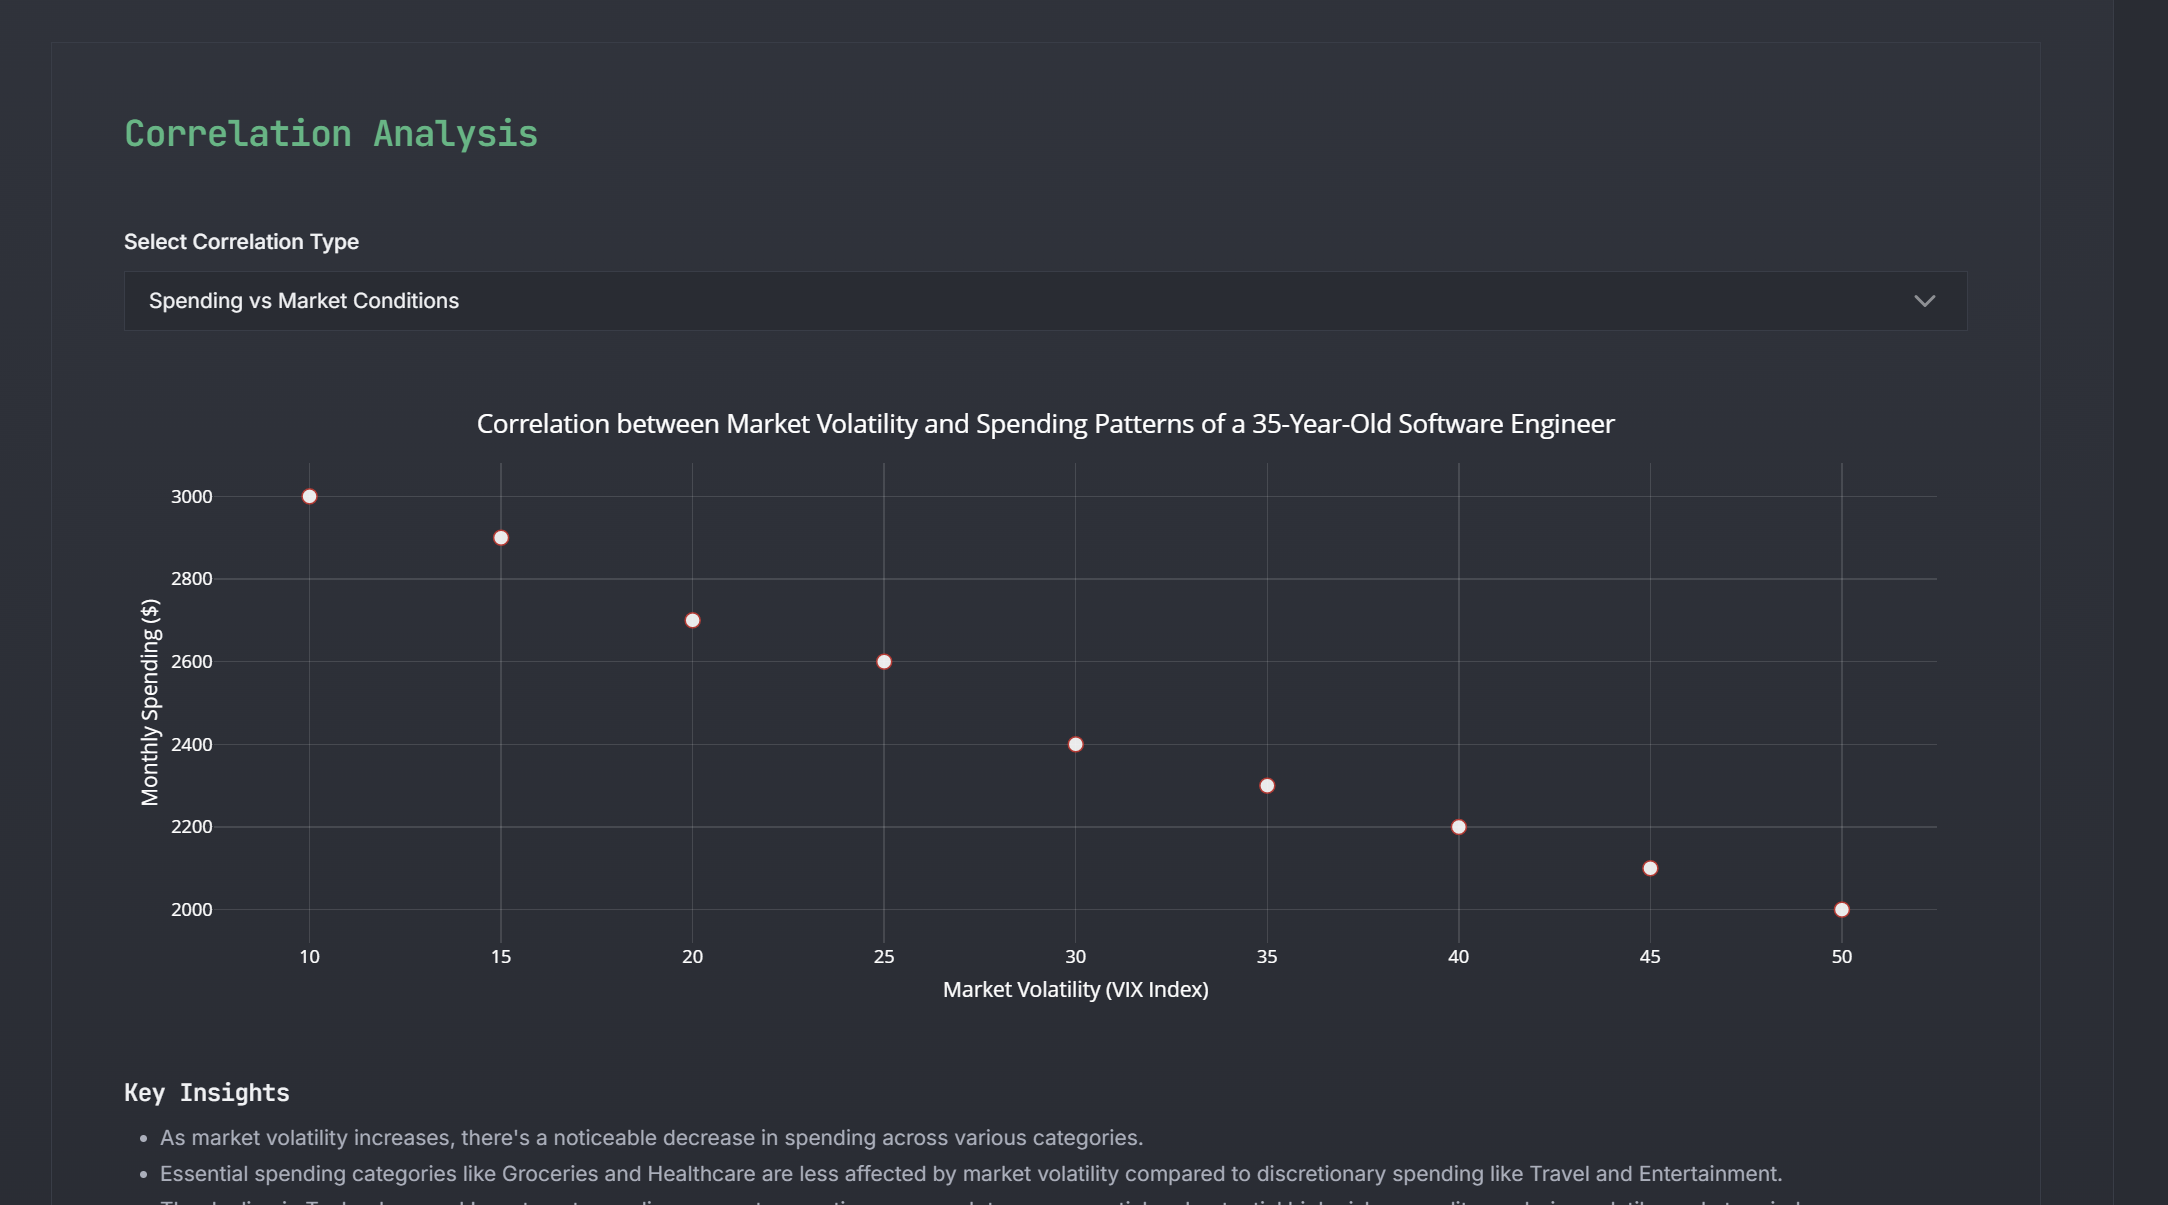 Correlation Analysis
Select Correlation Type
Spending vs Market Conditions
Correlation between Market Volatility and Spending Patterns of a 35-Year-Old Software Engineer
Monthly Spending ($)
3000
2800
2600
2400
2200
2000
10 15 20 25 30 35 40 45 50
Market Volatility (VIX Index)
Key Insights
As market volatility increases, there's a noticeable decrease in spending across various categories.
Essential spending categories like Groceries and Healthcare are less affected by market volatility compared to discretionary spending like Travel and Entertainment.